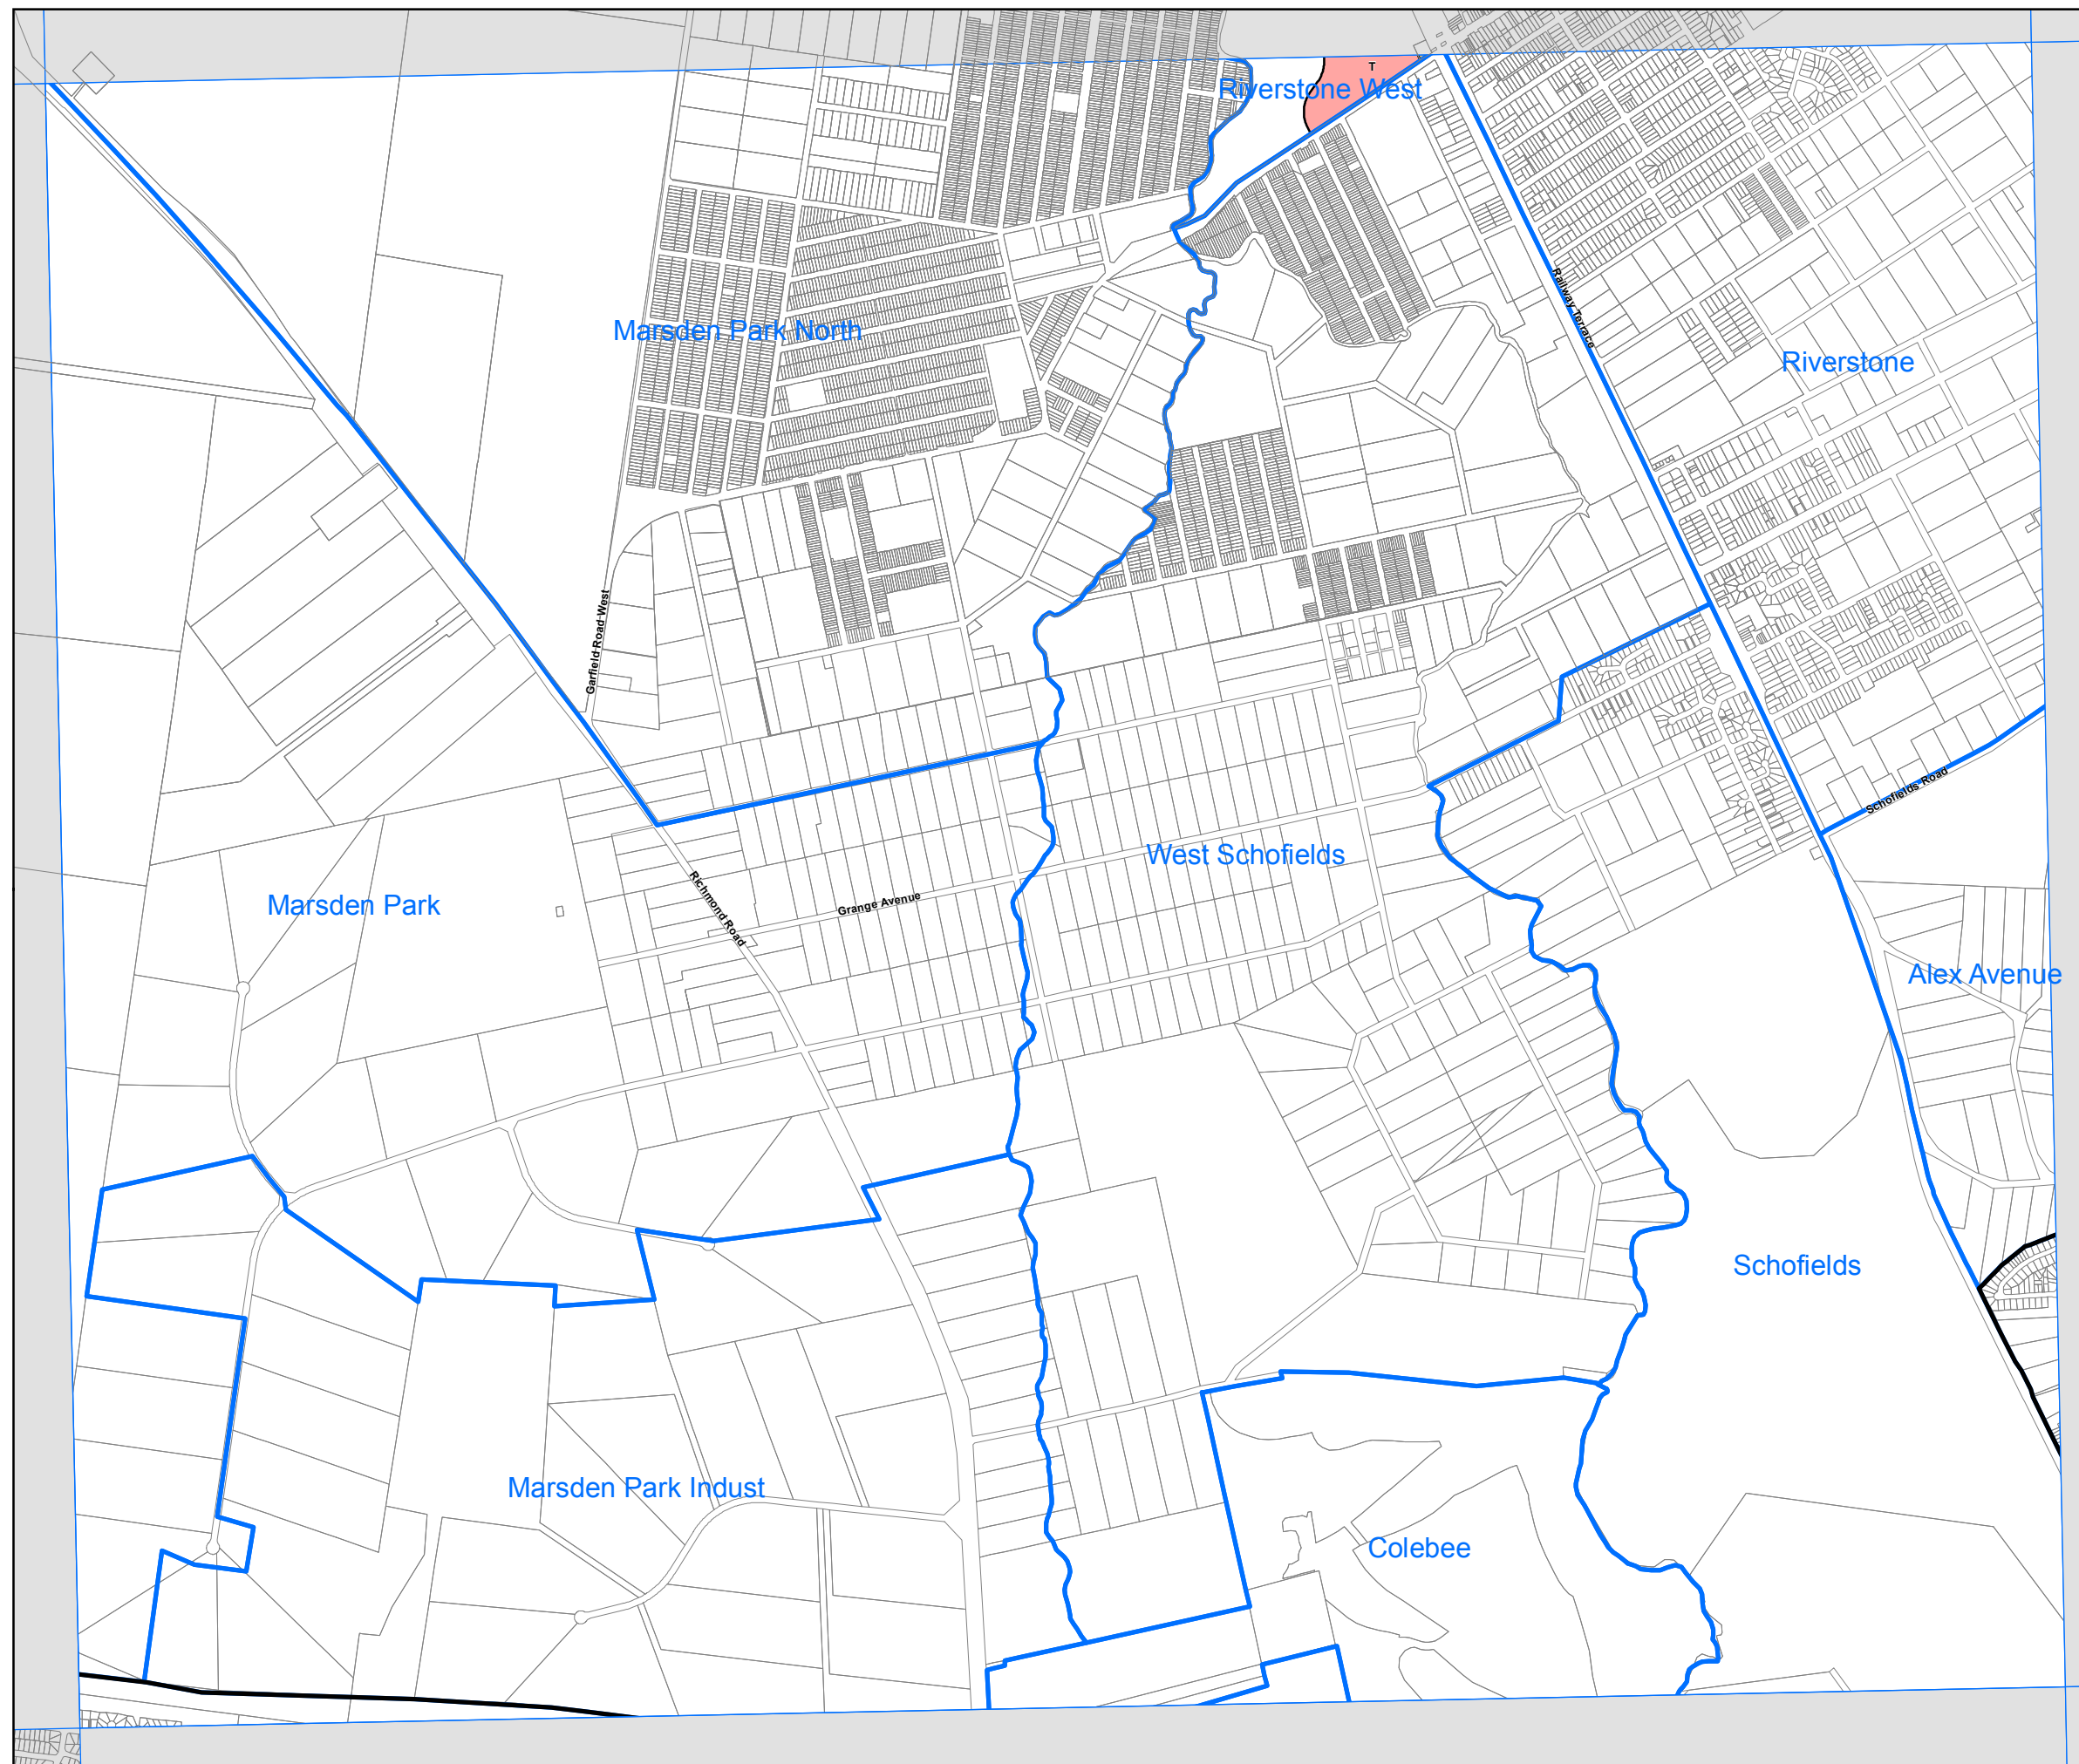 T
Riverstone West
Marsden Park North
Railway Terrace
Riverstone
Garfield Road West
Schofields Road
West Schofields
Marsden Park
Grange Avenue
Richmond Road
Alex Avenue
Schofields
Marsden Park Indust
Colebee